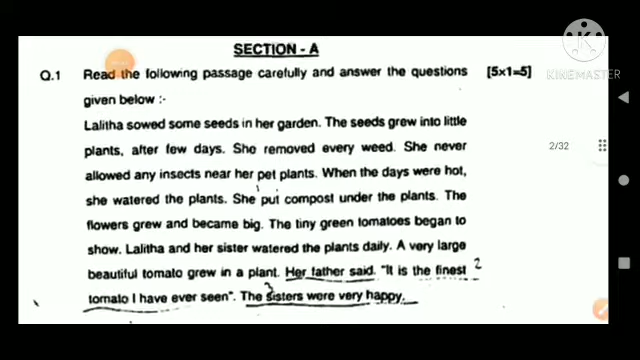 SECTION - A
Q.1 Read the following passage carefully and answer the questions [5×1=5]
given below :-
Lalitha sowed some seeds in her garden. The seeds grew into little
plants, after few days. She removed every weed. She never
allowed any insects near her pet plants. When the days were hot,
she watered the plants. She put compost under the plants. The
flowers grew and became big. The tiny green tomatoes began to
show. Lalitha and her sister watered the plants daily. A very large
beautiful tomato grew in a plant. Her father said. "It is the finest 2
tomato I have ever seen". The sisters were very happy.
3
1
KINEMASTER
2/32